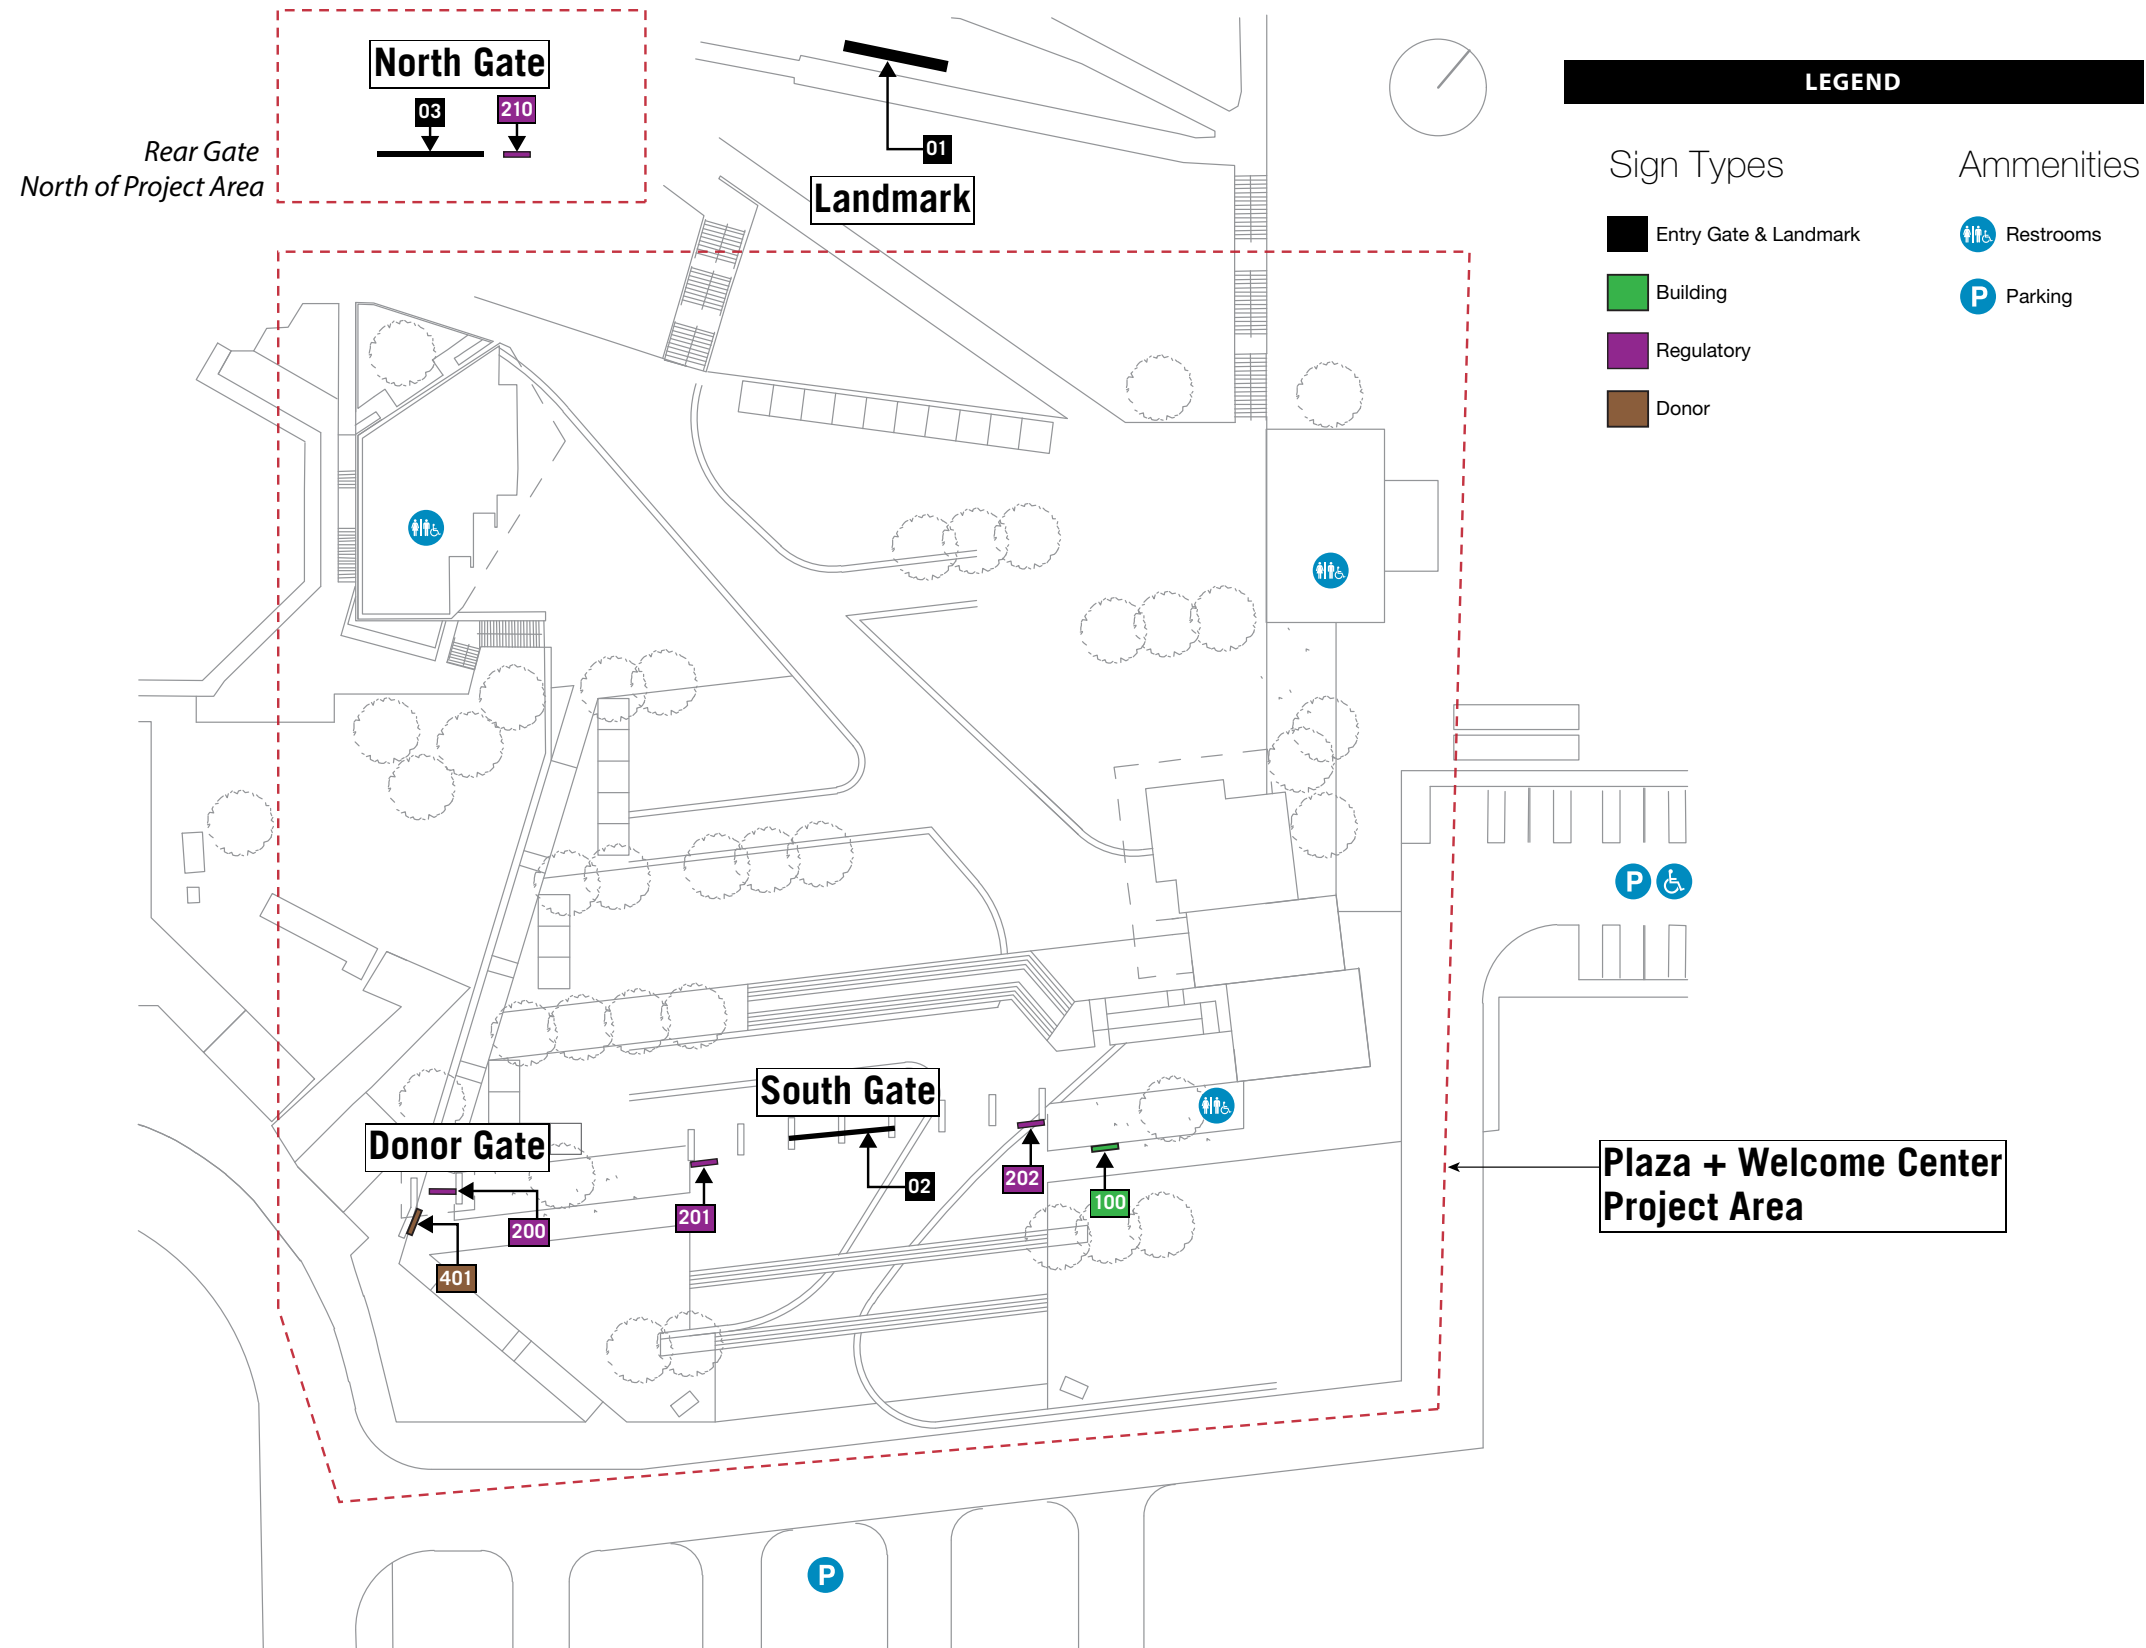 North Gate
03
210
Rear Gate
North of Project Area
01
Landmark
LEGEND
Sign Types
Ammenities
Entry Gate & Landmark
Restrooms
Building
P
Parking
Regulatory
Donor
P
South Gate
Donor Gate
02
202
100
201
200
401
Plaza + Welcome Center
Project Area
P